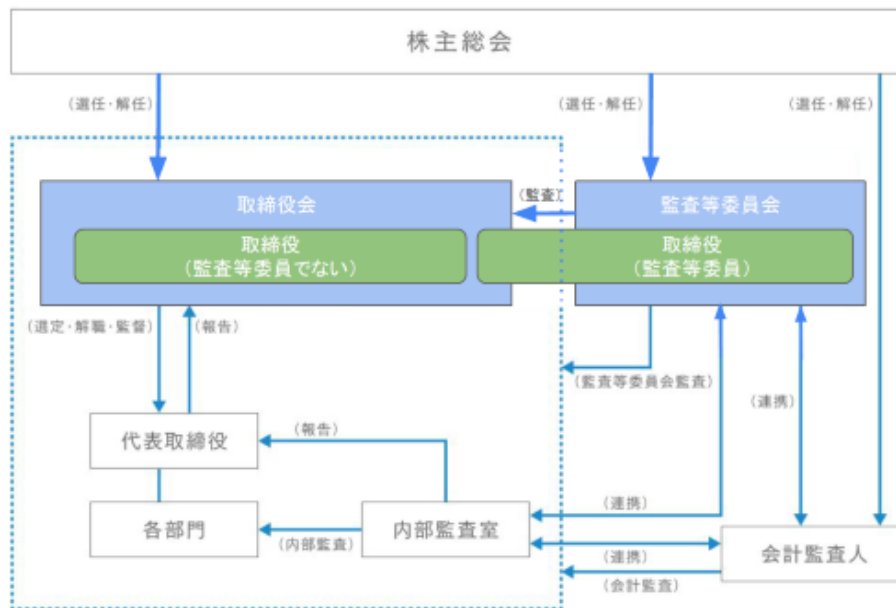 株主総会
(選任・解任)
(選任・解任)
(選任・解任)
取締役会
(監査)
監査等委員会
取締役
(監査等委員でない)
取締役
(監査等委員)
(選定・解職・監督)
(報告)
(監査等委員会監査)
(連携)
代表取締役
(報告)
各部門
(内部監査)
内部監査室
(連携)
(連携)
(会計監査)
会計監査人